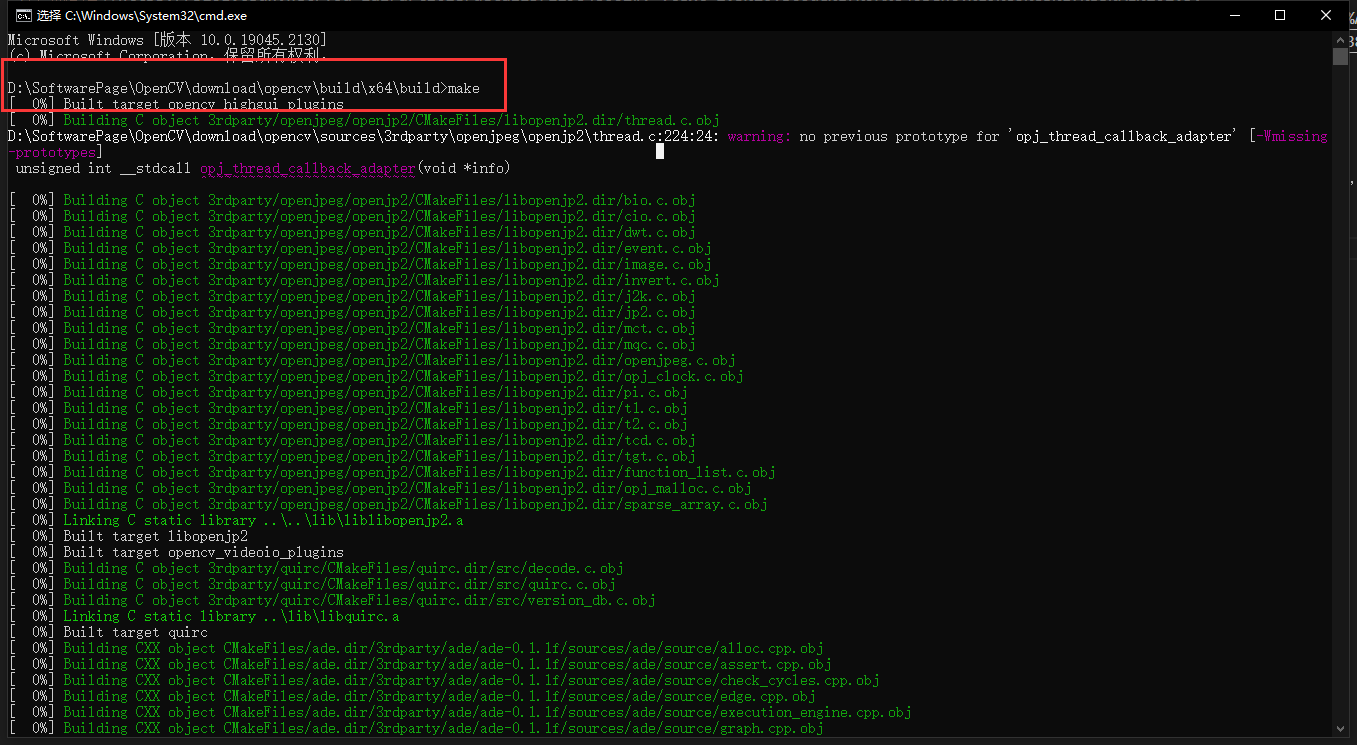 选择 C:\Windows\System32\cmd.exe
Microsoft Windows [版本 10.0.19045.2130]
(c) Microsoft Corporation。保留所有权利。
D:\SoftwarePage\OpenCV\download\opencv\build\x64\build>make
[  0%] Built target opencv_highgui_plugins
[  0%] Building C object 3rdparty/openjpeg/openjp2/CMakeFiles/libopenjp2.dir/thread.c.obj
D:\SoftwarePage\OpenCV\download\opencv\sources\3rdparty\openjpeg\openjp2\thread.c:224:24: warning: no previous prototype for 'opj_thread_callback_adapter' [-Wmissing
-prototypes]
unsigned int __stdcall opj_thread_callback_adapter(void *info)
[  0%] Building C object 3rdparty/openjpeg/openjp2/CMakeFiles/libopenjp2.dir/bio.c.obj
[  0%] Building C object 3rdparty/openjpeg/openjp2/CMakeFiles/libopenjp2.dir/cio.c.obj
[  0%] Building C object 3rdparty/openjpeg/openjp2/CMakeFiles/libopenjp2.dir/dwt.c.obj
[  0%] Building C object 3rdparty/openjpeg/openjp2/CMakeFiles/libopenjp2.dir/event.c.obj
[  0%] Building C object 3rdparty/openjpeg/openjp2/CMakeFiles/libopenjp2.dir/image.c.obj
[  0%] Building C object 3rdparty/openjpeg/openjp2/CMakeFiles/libopenjp2.dir/invert.c.obj
[  0%] Building C object 3rdparty/openjpeg/openjp2/CMakeFiles/libopenjp2.dir/j2k.c.obj
[  0%] Building C object 3rdparty/openjpeg/openjp2/CMakeFiles/libopenjp2.dir/jp2.c.obj
[  0%] Building C object 3rdparty/openjpeg/openjp2/CMakeFiles/libopenjp2.dir/mct.c.obj
[  0%] Building C object 3rdparty/openjpeg/openjp2/CMakeFiles/libopenjp2.dir/mqc.c.obj
[  0%] Building C object 3rdparty/openjpeg/openjp2/CMakeFiles/libopenjp2.dir/openjpeg.c.obj
[  0%] Building C object 3rdparty/openjpeg/openjp2/CMakeFiles/libopenjp2.dir/opj_clock.c.obj
[  0%] Building C object 3rdparty/openjpeg/openjp2/CMakeFiles/libopenjp2.dir/pi.c.obj
[  0%] Building C object 3rdparty/openjpeg/openjp2/CMakeFiles/libopenjp2.dir/t1.c.obj
[  0%] Building C object 3rdparty/openjpeg/openjp2/CMakeFiles/libopenjp2.dir/t2.c.obj
[  0%] Building C object 3rdparty/openjpeg/openjp2/CMakeFiles/libopenjp2.dir/tcd.c.obj
[  0%] Building C object 3rdparty/openjpeg/openjp2/CMakeFiles/libopenjp2.dir/tgt.c.obj
[  0%] Building C object 3rdparty/openjpeg/openjp2/CMakeFiles/libopenjp2.dir/function_list.c.obj
[  0%] Building C object 3rdparty/openjpeg/openjp2/CMakeFiles/libopenjp2.dir/opj_malloc.c.obj
[  0%] Building C object 3rdparty/openjpeg/openjp2/CMakeFiles/libopenjp2.dir/sparse_array.c.obj
[  0%] Linking C static library ..\..\lib\liblibopenjp2.a
[  0%] Built target libopenjp2
[  0%] Built target opencv_videoio_plugins
[  0%] Building C object 3rdparty/quirc/CMakeFiles/quirc.dir/src/decode.c.obj
[  0%] Building C object 3rdparty/quirc/CMakeFiles/quirc.dir/src/quirc.c.obj
[  0%] Building C object 3rdparty/quirc/CMakeFiles/quirc.dir/src/version_db.c.obj
[  0%] Linking C static library ..\lib\libquirc.a
[  0%] Built target quirc
[  0%] Building CXX object CMakeFiles/ade.dir/3rdparty/ade/ade-0.1.1f/sources/ade/source/alloc.cpp.obj
[  0%] Building CXX object CMakeFiles/ade.dir/3rdparty/ade/ade-0.1.1f/sources/ade/source/assert.cpp.obj
[  0%] Building CXX object CMakeFiles/ade.dir/3rdparty/ade/ade-0.1.1f/sources/ade/source/check_cycles.cpp.obj
[  0%] Building CXX object CMakeFiles/ade.dir/3rdparty/ade/ade-0.1.1f/sources/ade/source/edge.cpp.obj
[  0%] Building CXX object CMakeFiles/ade.dir/3rdparty/ade/ade-0.1.1f/sources/ade/source/execution_engine.cpp.obj
[  0%] Building CXX object CMakeFiles/ade.dir/3rdparty/ade/ade-0.1.1f/sources/ade/source/graph.cpp.obj